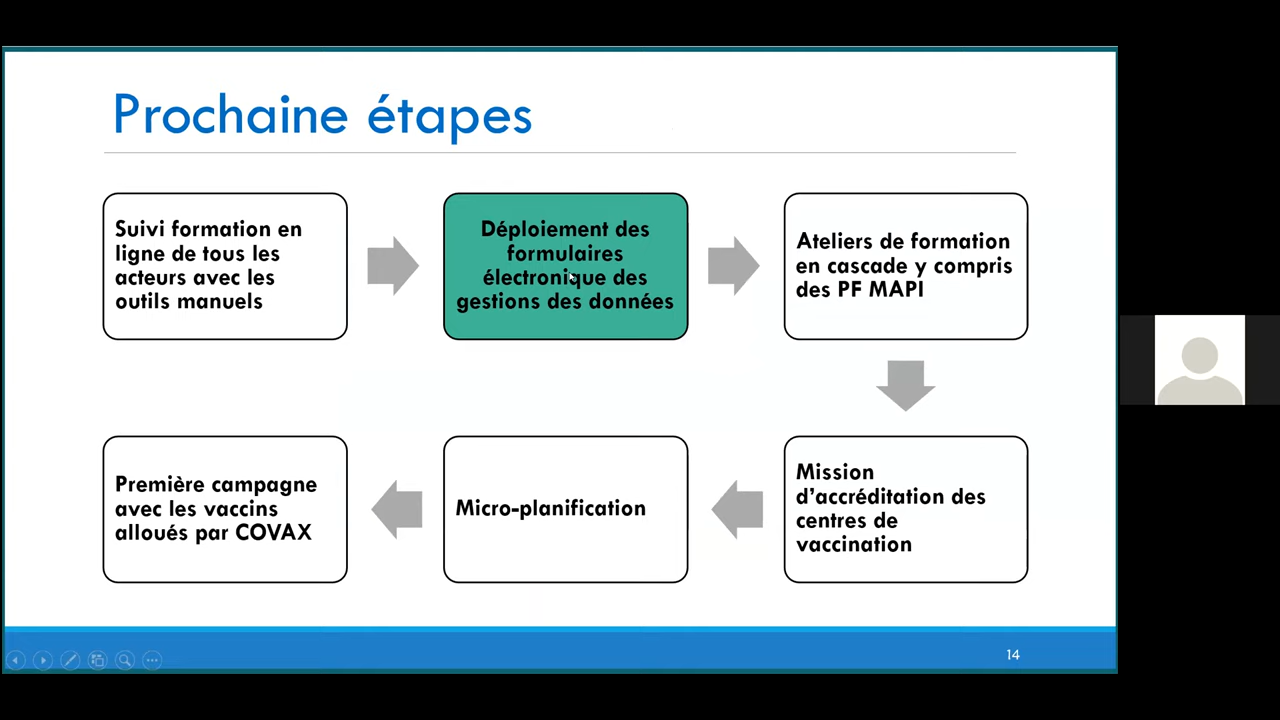 Prochaine étapes
Suivi formation en
ligne de tous les
acteurs avec les
outils manuels
Déploiement des
formulaires
électronique des
gestions des données
Ateliers de formation
en cascade y compris
des PF MAPI
Mission
d’accréditation des
centres de
vaccination
Micro-planification
Première campagne
avec les vaccins
alloués par COVAX
14